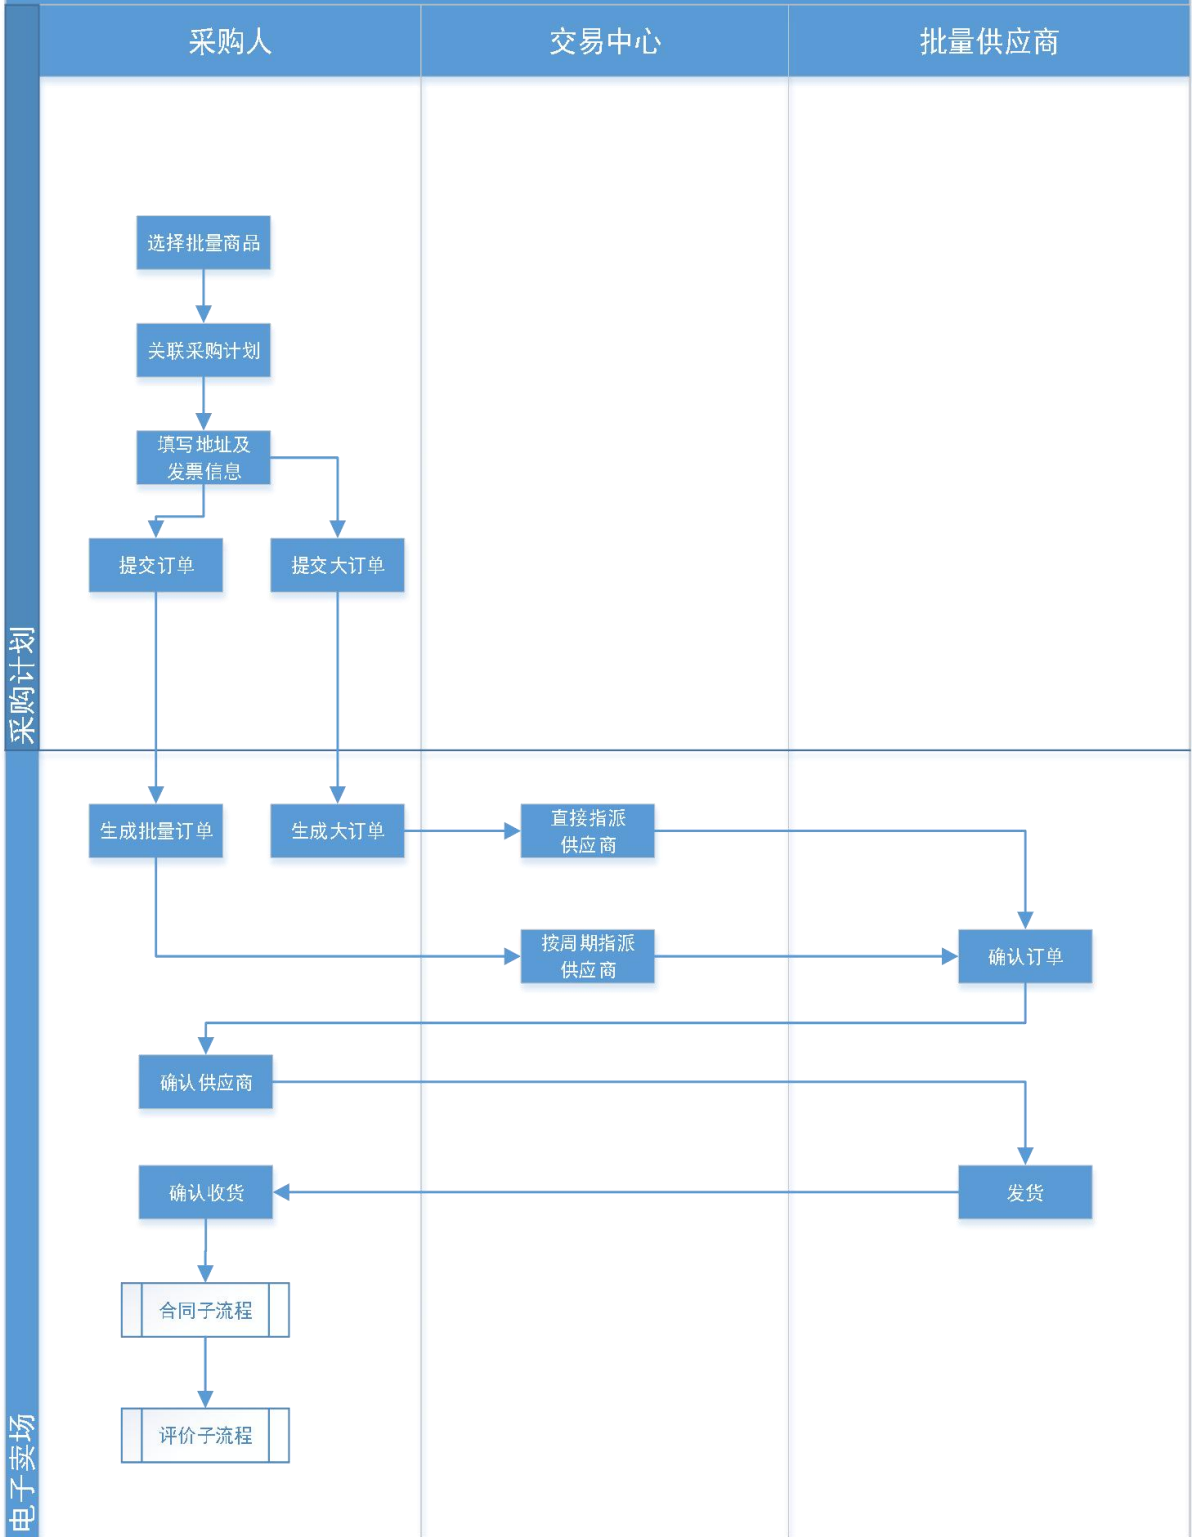 采购人
交易中心
批量供应商
采购计划
选择批量商品
关联采购计划
填写地址及
发票信息
提交订单
提交大订单
电子卖场
生成批量订单
生成大订单
直接指派
供应商
按周期指派
供应商
确认订单
确认供应商
确认收货
发货
合同子流程
评价子流程